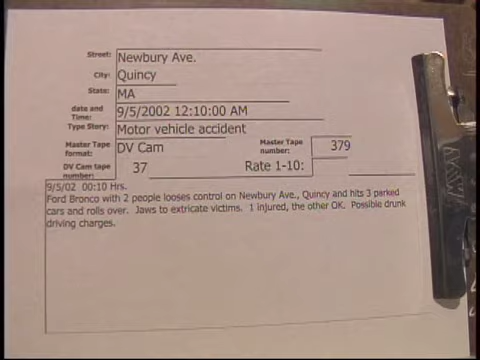 Street: Newbury Ave.
City: Quincy
State: MA
date and Time: 9/5/2002 12:10:00 AM
Type Story: Motor vehicle accident
Master Tape format: DV Cam Master Tape number: 379
DV Cam tape number: 37 Rate 1-10:
9/5/02 00:10 Hrs.
Ford Bronco with 2 people looses control on Newbury Ave., Quincy and hits 3 parked
cars and rolls over. Jaws to extricate victims. 1 injured, the other OK. Possible drunk
driving charges.